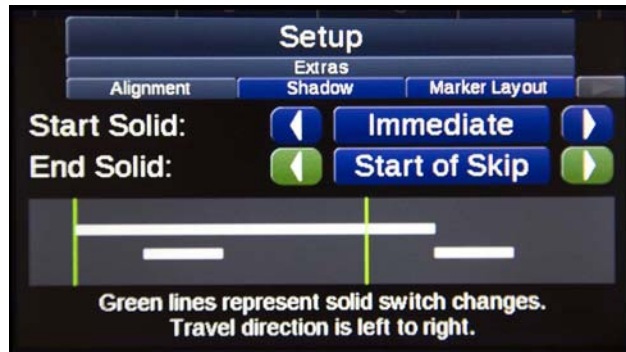 Setup
Extras
Alignment Shadow Marker Layout
Start Solid: Immediate
End Solid: Start of Skip
Green lines represent solid switch changes.
Travel direction is left to right.